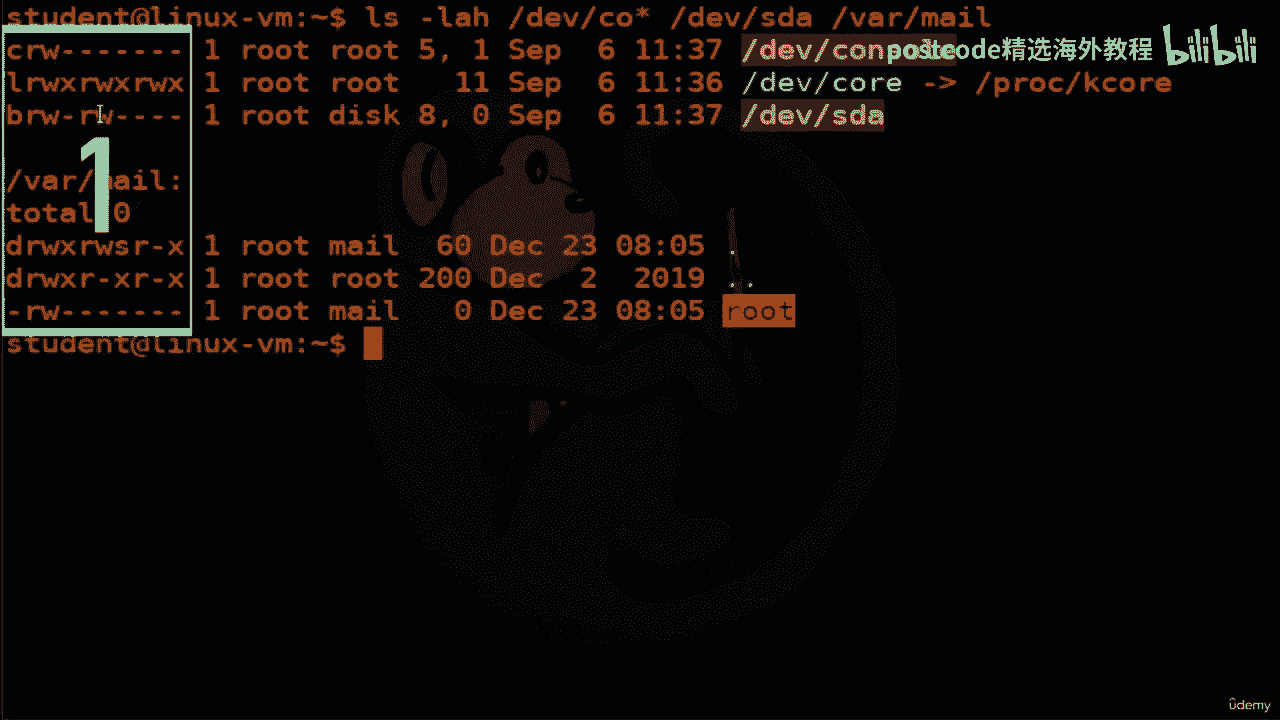 student@linux-vm:~$ ls -lah /dev/co* /dev/sda /var/mail
crw------- 1 root root 5, 1 Sep  6 11:37 /dev/console
postcode精选海外教程 bilibili
lrwxrwxrwx 1 root root   11 Sep  6 11:36 /dev/core -> /proc/kcore
brw-rw---- 1 root disk 8, 0 Sep  6 11:37 /dev/sda
1
/var/mail:
total 0
drwxrwsr-x 1 root mail  60 Dec 23 08:05 .
drwxr-xr-x 1 root root 200 Dec  2  2019 ..
-rw------- 1 root mail   0 Dec 23 08:05 root
student@linux-vm:~$
ûdemy